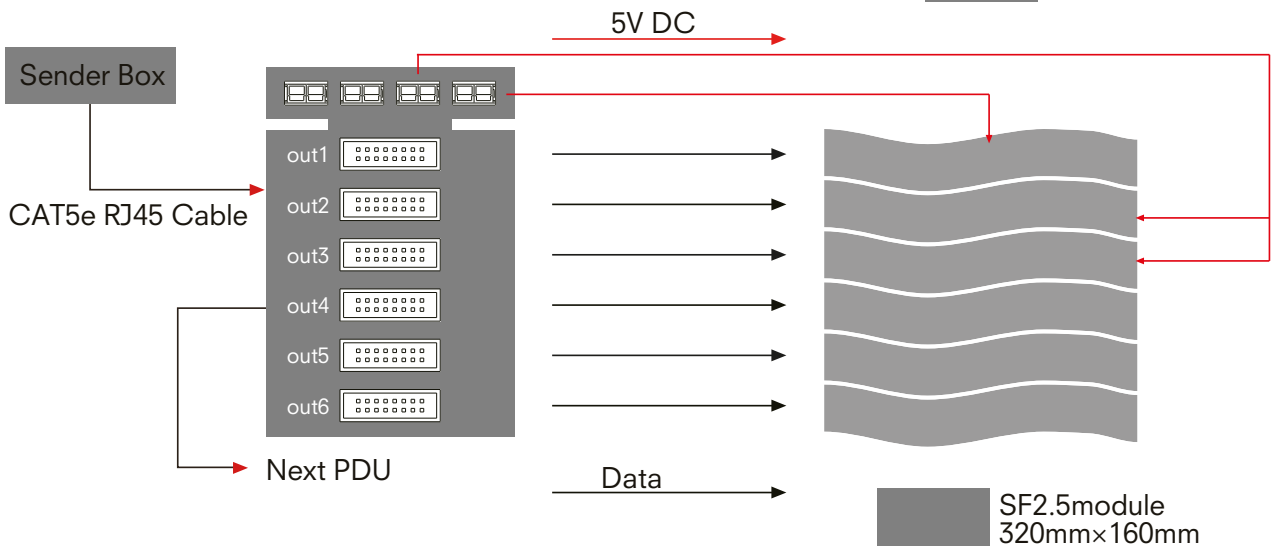 5V DC
Sender Box
out1
out2
CAT5e RJ45 Cable
out3
out4
out5
out6
Next PDU
Data
SF2.5module
320mm×160mm